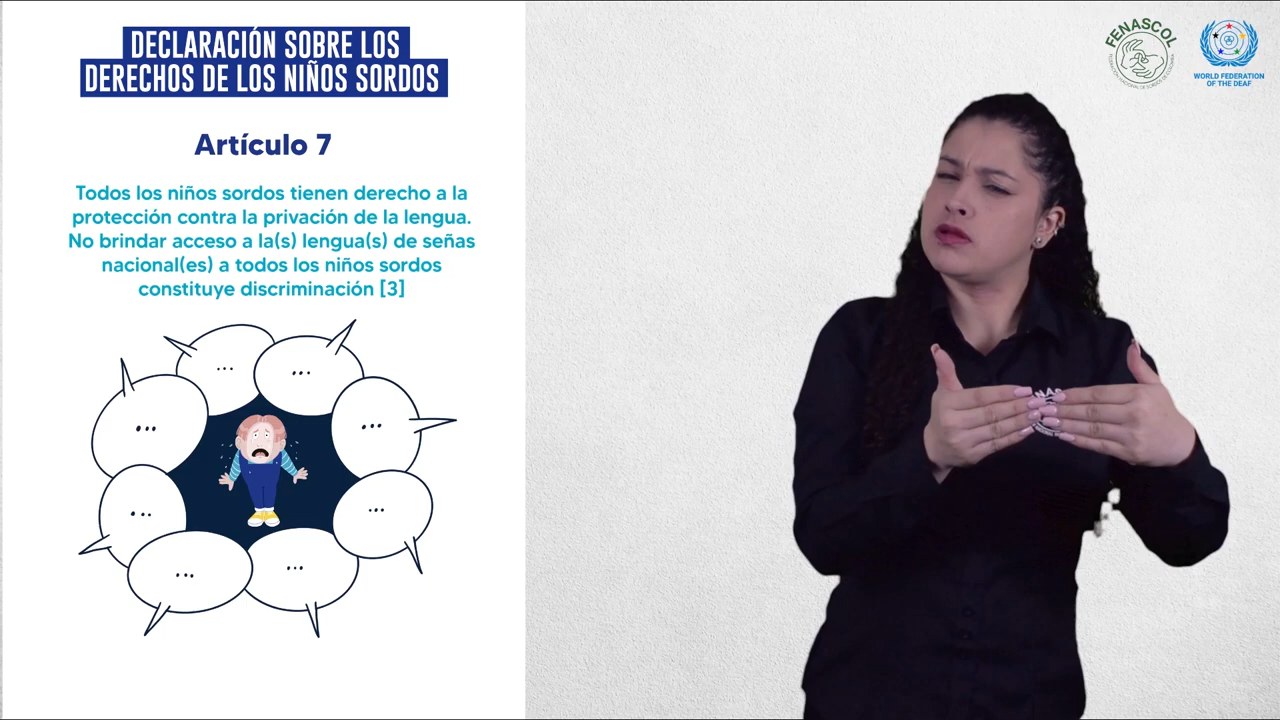 DECLARACIÓN SOBRE LOS
DERECHOS DE LOS NIÑOS SORDOS
Artículo 7
Todos los niños sordos tienen derecho a la
protección contra la privación de la lengua.
No brindar acceso a la(s) lengua(s) de señas
nacional(es) a todos los niños sordos
constituye discriminación [3]
...
...
...
...
...
...
...
...
FENASCOL
WORLD FEDERATION
OF THE DEAF